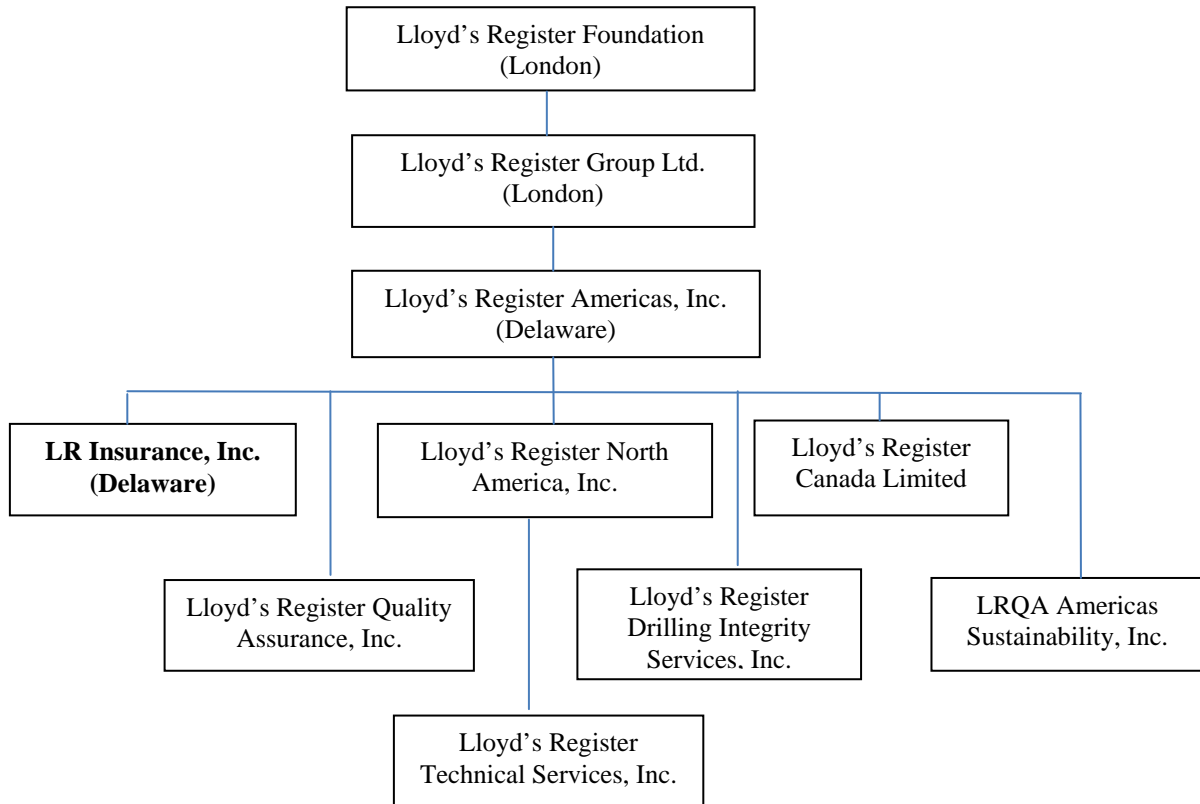 Lloyd’s Register Foundation
(London)
Lloyd’s Register Group Ltd.
(London)
Lloyd’s Register Americas, Inc.
(Delaware)
LR Insurance, Inc.
(Delaware)
Lloyd’s Register North
America, Inc.
Lloyd’s Register
Canada Limited
Lloyd’s Register Quality
Assurance, Inc.
Lloyd’s Register
Drilling Integrity
Services, Inc.
LRQA Americas
Sustainability, Inc.
Lloyd’s Register
Technical Services, Inc.